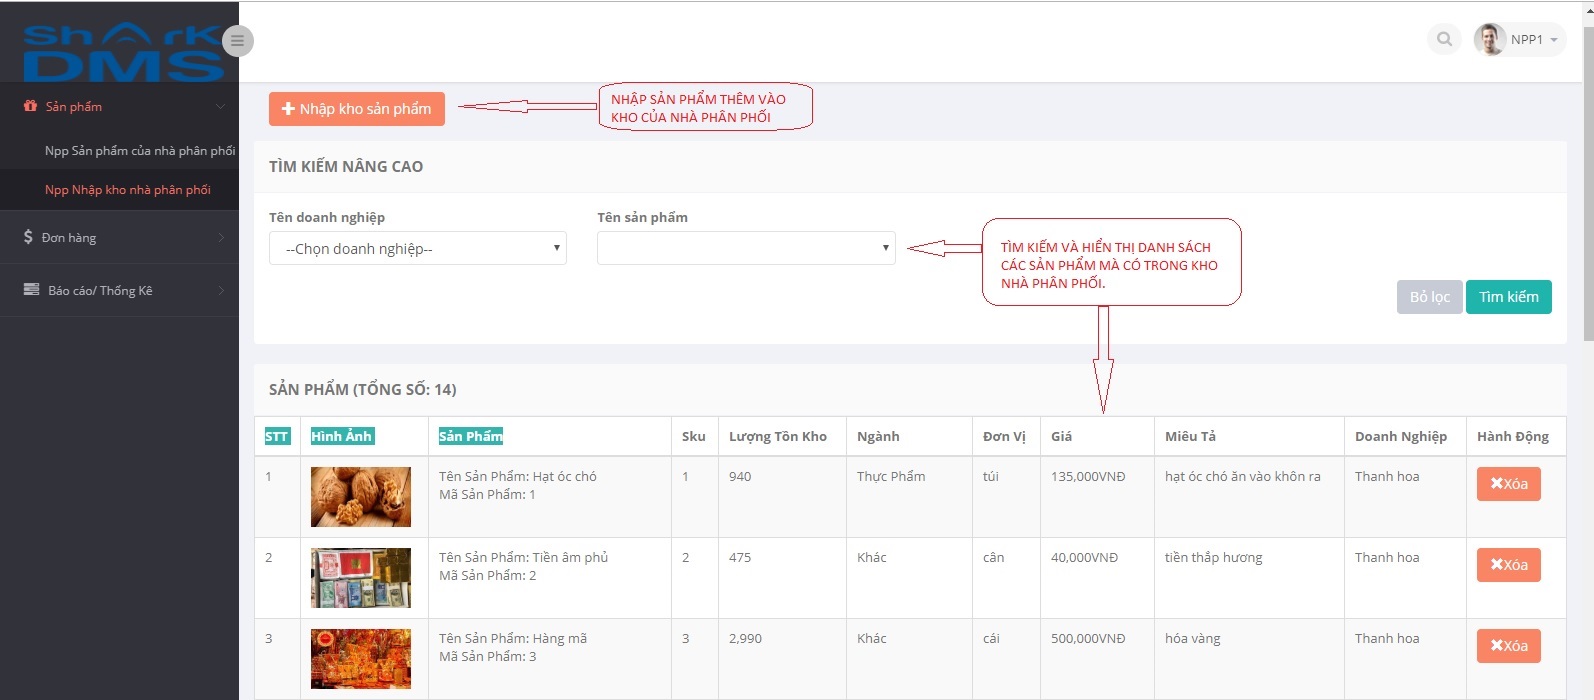 Shark
DMS
NPP1
Sản phẩm
Npp Sản phẩm của nhà phân phối
Npp Nhập kho nhà phân phối
Đơn hàng
Báo cáo/ Thống Kê
Nhập kho sản phẩm
NHẬP SẢN PHẨM THÊM VÀO
KHO CỦA NHÀ PHÂN PHỐI
TÌM KIẾM NÂNG CAO
Tên doanh nghiệp
--Chọn doanh nghiệp--
Tên sản phẩm
TÌM KIẾM VÀ HIỂN THỊ DANH SÁCH
CÁC SẢN PHẨM MÀ CÓ TRONG KHO
NHÀ PHÂN PHỐI.
Bỏ lọc Tìm kiếm
SẢN PHẨM (TỔNG SỐ: 14)
STT Hình Ảnh Sản Phẩm Sku Lượng Tồn Kho Ngành Đơn Vị Giá Miêu Tả Doanh Nghiệp Hành Động
1 Tên Sản Phẩm: Hạt óc chó 1 940 Thực Phẩm túi 135,000VNĐ hạt óc chó ăn vào khôn ra Thanh hoa Xóa
Mã Sản Phẩm: 1
2 Tên Sản Phẩm: Tiền âm phủ 2 475 Khác cân 40,000VNĐ tiền thắp hương Thanh hoa Xóa
Mã Sản Phẩm: 2
3 Tên Sản Phẩm: Hàng mã 3 2,990 Khác cái 500,000VNĐ hóa vàng Thanh hoa Xóa
Mã Sản Phẩm: 3